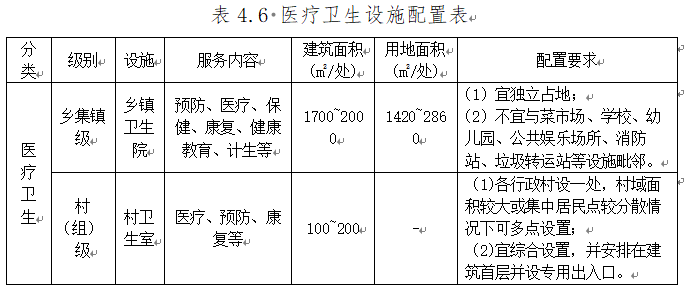 表 4.6 医疗卫生设施配置表
分类
级别
设施
服务内容
建筑面积
(㎡/处)
用地面积
(㎡/处)
配置要求
医疗卫生
乡集镇
级
乡镇
卫生
院
预防、医疗、保
健、康复、健康
教育、计生等
1700~200
0
1420~286
0
（1）宜独立占地；
（2）不宜与菜市场、学校、幼
儿园、公共娱乐场所、消防
站、垃圾转运站等设施毗邻。
村
（组）
级
村卫
生室
医疗、预防、康
复等
100~200
-
(1)各行政村设一处，村域面
积较大或集中居民点较分散情
况下可多点设置；
(2)宜综合设置，并安排在建
筑首层并设专用出入口。